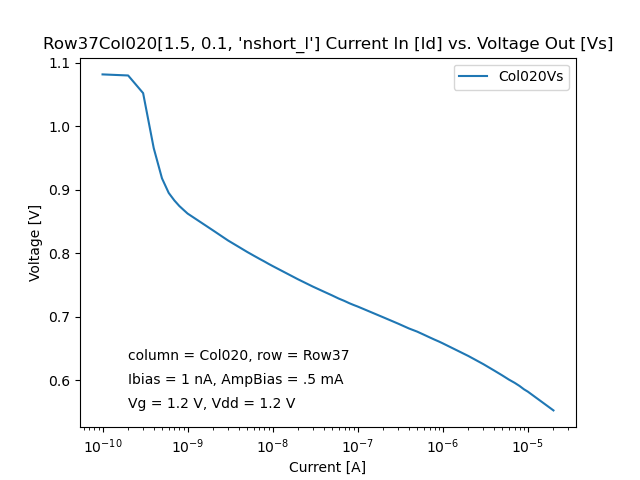 Row37Col020[1.5, 0.1, 'nshort_l'] Current In [Id] vs. Voltage Out [Vs]
Col020Vs
Voltage [V]
1.1
1.0
0.9
0.8
0.7
0.6
column = Col020, row = Row37
Ibias = 1 nA, AmpBias = .5 mA
Vg = 1.2 V, Vdd = 1.2 V
10⁻¹⁰ 10⁻⁹ 10⁻⁸ 10⁻⁷ 10⁻⁶ 10⁻⁵
Current [A]